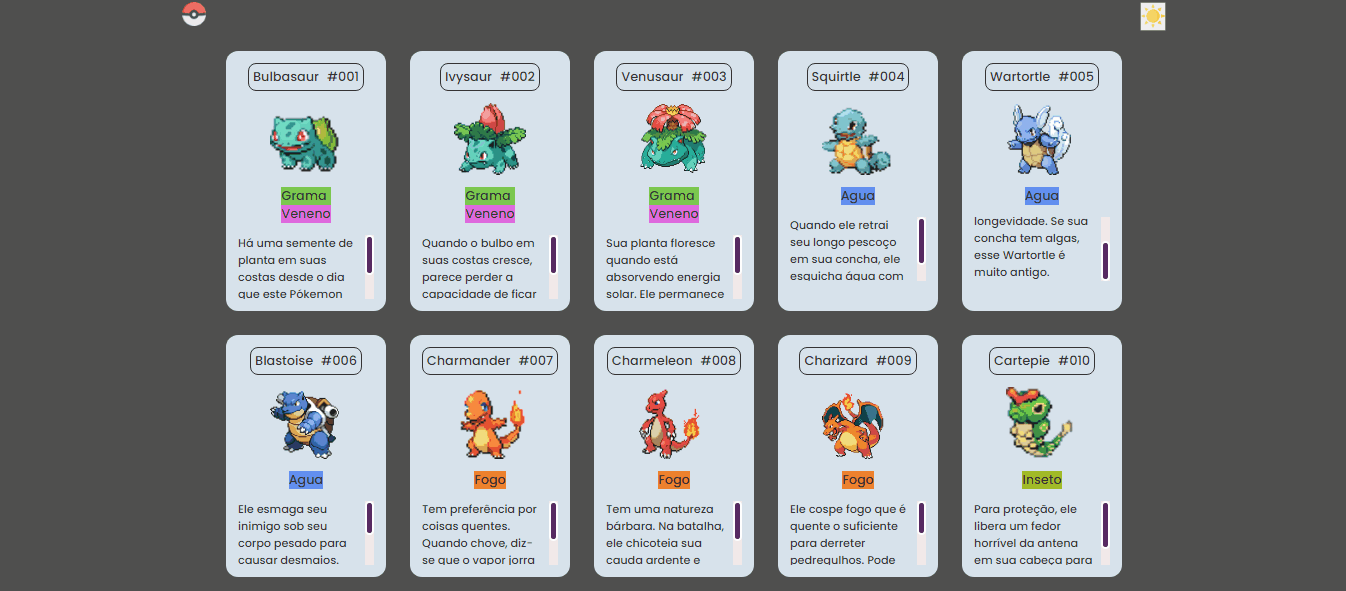 Bulbasaur #001
Grama
Veneno
Há uma semente de
planta em suas
costas desde o dia
que este Pókemon
Ivysaur #002
Grama
Veneno
Quando o bulbo em
suas costas cresce,
parece perder a
capacidade de ficar
Venusaur #003
Grama
Veneno
Sua planta floresce
quando está
absorvendo energia
solar. Ele permanece
Squirtle #004
Agua
Quando ele retrai
seu longo pescoço
em sua concha, ele
esguicha água com
Wartortle #005
Agua
longevidade. Se sua
concha tem algas,
esse Wartortle é
muito antigo.
Blastoise #006
Agua
Ele esmaga seu
inimigo sob seu
corpo pesado para
causar desmaios.
Charmander #007
Fogo
Tem preferência por
coisas quentes.
Quando chove, diz-
se que o vapor jorra
Charmeleon #008
Fogo
Tem uma natureza
bárbara. Na batalha,
ele chicoteia sua
cauda ardente e
Charizard #009
Fogo
Ele cospe fogo que é
quente o suficiente
para derreter
pedregulhos. Pode
Cartepie #010
Inseto
Para proteção, ele
libera um fedor
horrível da antena
em sua cabeça para